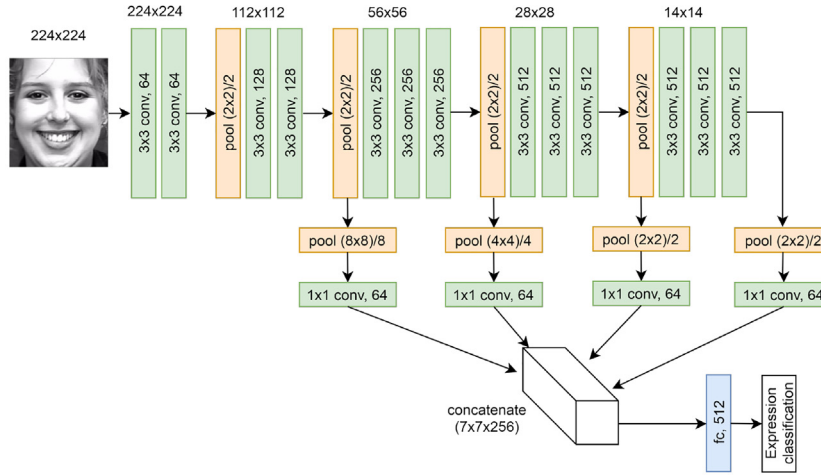 224x224
224x224
112x112
56x56
28x28
14x14
3x3 conv, 64
3x3 conv, 64
pool (2x2)/2
3x3 conv, 128
3x3 conv, 128
pool (2x2)/2
3x3 conv, 256
3x3 conv, 256
3x3 conv, 256
pool (2x2)/2
3x3 conv, 512
3x3 conv, 512
3x3 conv, 512
pool (2x2)/2
3x3 conv, 512
3x3 conv, 512
3x3 conv, 512
pool (8x8)/8
pool (4x4)/4
pool (2x2)/2
pool (2x2)/2
1x1 conv, 64
1x1 conv, 64
1x1 conv, 64
1x1 conv, 64
concatenate
(7x7x256)
fc, 512
Expression
classification